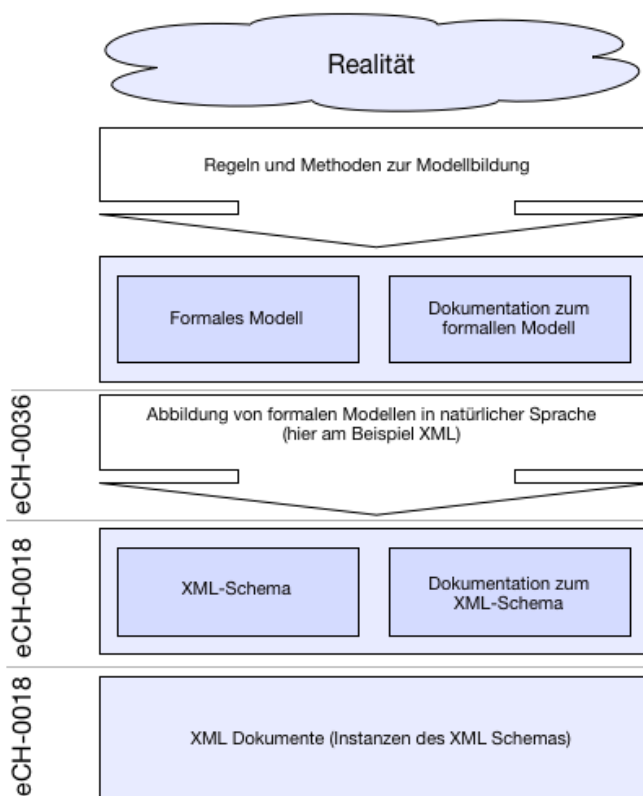 Realität
Regeln und Methoden zur Modellbildung
Formales Modell
Dokumentation zum
formallen Modell
eCH-0036
Abbildung von formalen Modellen in natürlicher Sprache
(hier am Beispiel XML)
eCH-0018
XML-Schema
Dokumentation zum
XML-Schema
eCH-0018
XML Dokumente (Instanzen des XML Schemas)